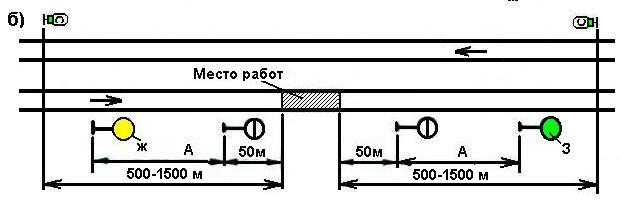 б)
Место работ
ж А 50м 50м А З
500-1500 м 500-1500 м